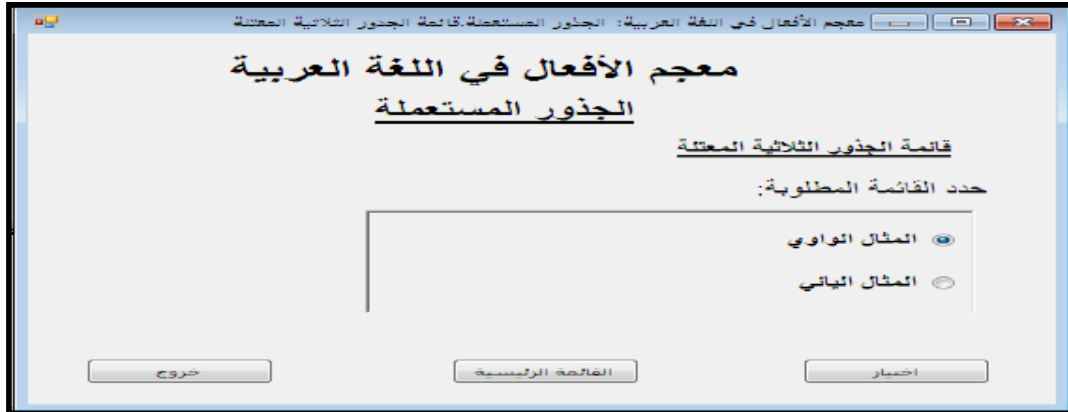 معجم الأفعال في اللغة العربية: الجذور المستعملة.قائمة الجذور الثلاثية المعتلة
معجم الأفعال في اللغة العربية
الجذور المستعملة
قائمة الجذور الثلاثية المعتلة
حدد القائمة المطلوبة:
المثال الواوي
المثال اليائي
اختيار القائمة الرئيسية خروج